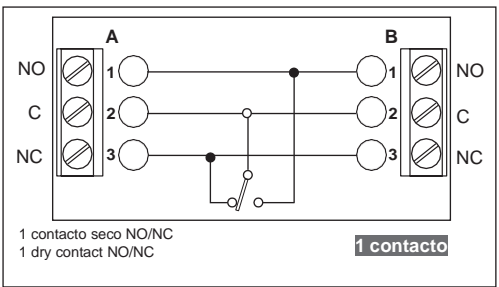 A B
NO 1 1 NO
C 2 2 C
NC 3 3 NC
1 contacto seco NO/NC
1 dry contact NO/NC
1 contacto